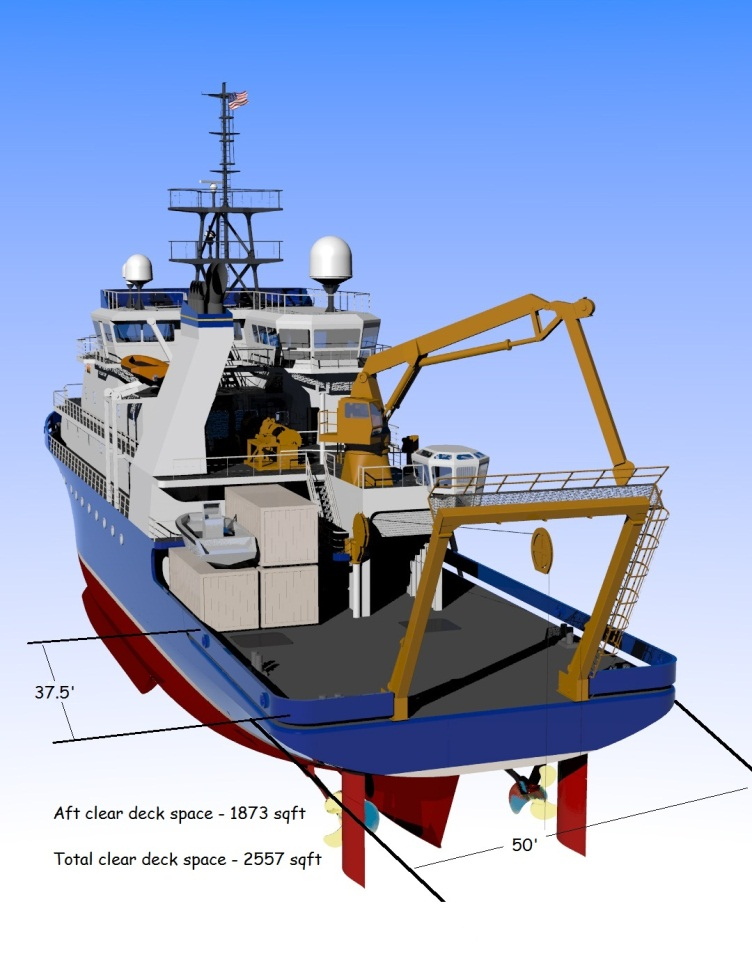 37.5'
Aft clear deck space - 1873 sqft
50'
Total clear deck space - 2557 sqft